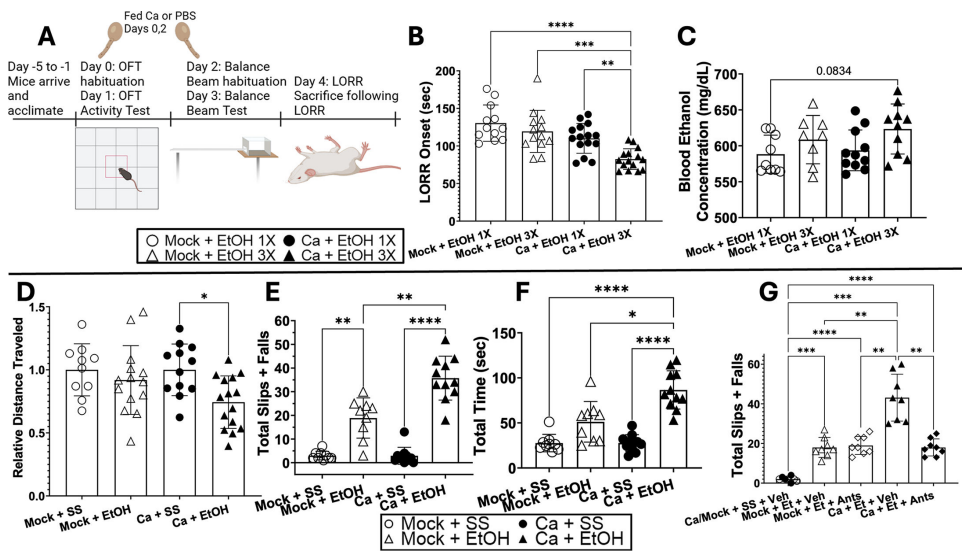 A
Fed Ca or PBS
Days 0,2
Day -5 to -1
Mice arrive
and
acclimate
Day 0: OFT
habituation
Day 1: OFT
Activity Test
Day 2: Balance
Beam habituation
Day 3: Balance
Beam Test
Day 4: LORR
Sacrifice following
LORR
Mock + EtOH 1X
Ca + EtOH 1X
Mock + EtOH 3X
Ca + EtOH 3X
B
****
***
**
LORR Onset (sec)
200
150
100
50
0
Mock + EtOH 1X
Mock + EtOH 3X
Ca + EtOH 1X
Ca + EtOH 3X
C
0.0834
Blood Ethanol
Concentration (mg/dL)
700
650
600
550
500
Mock + EtOH 1X
Mock + EtOH 3X
Ca + EtOH 1X
Ca + EtOH 3X
D
*
Relative Distance Traveled
1.5
1.0
0.5
0.0
Mock + SS
Mock + EtOH
Ca + SS
Ca + EtOH
E
**
**
****
Total Slips + Falls
60
50
40
30
20
10
0
Mock + SS
Mock + EtOH
Ca + SS
Ca + EtOH
F
****
*
****
Total Time (sec)
150
100
50
0
Mock + SS
Mock + EtOH
Ca + SS
Ca + EtOH
G
****
***
**
****
***
**
**
Total Slips + Falls
60
40
20
0
Ca/Mock + SS + Veh
Mock + Et + Veh
Mock + Et + Ants
Ca + Et + Veh
Ca + Et + Ants
Mock + SS
Ca + SS
Mock + EtOH
Ca + EtOH